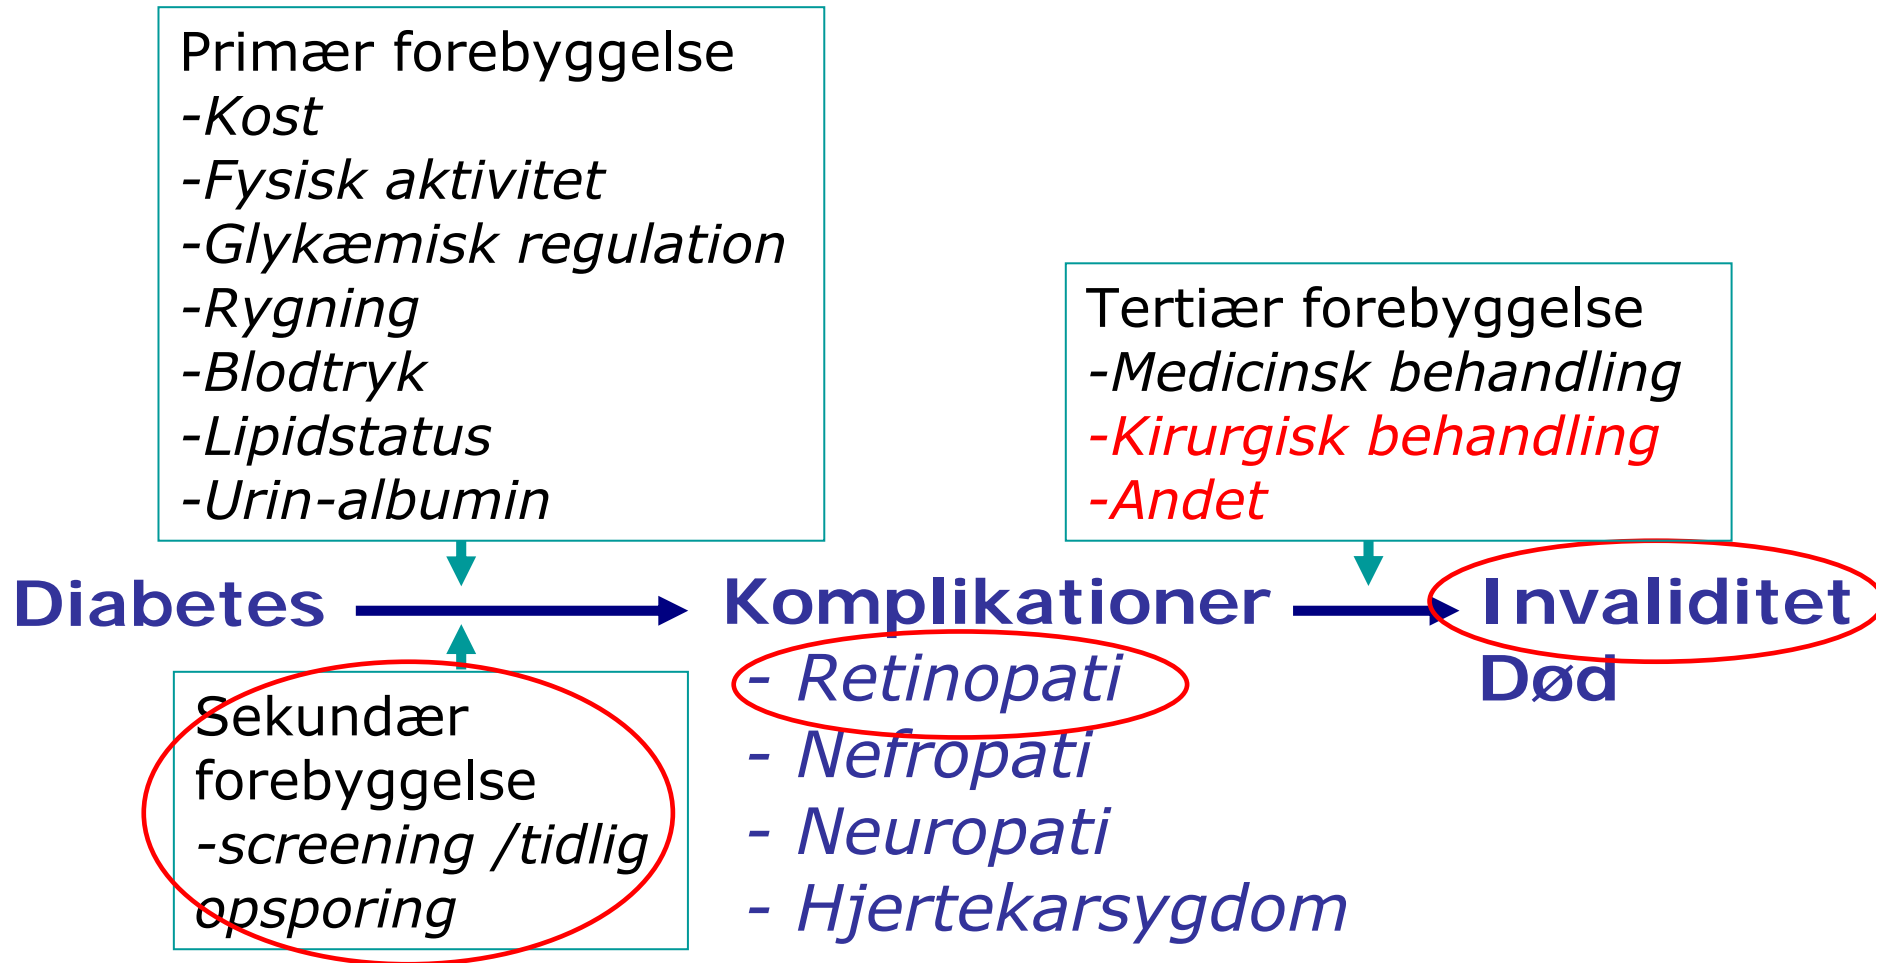 Primær forebyggelse
-Kost
-Fysisk aktivitet
-Glykæmisk regulation
-Rygning
-Blodtryk
-Lipidstatus
-Urin-albumin
Tertiær forebyggelse
-Medicinsk behandling
-Kirurgisk behandling
-Andet
Diabetes
Komplikationer
- Retinopati
- Nefropati
- Neuropati
- Hjertekarsygdom
Invaliditet
Død
Sekundær
forebyggelse
-screening /tidlig
opsporing